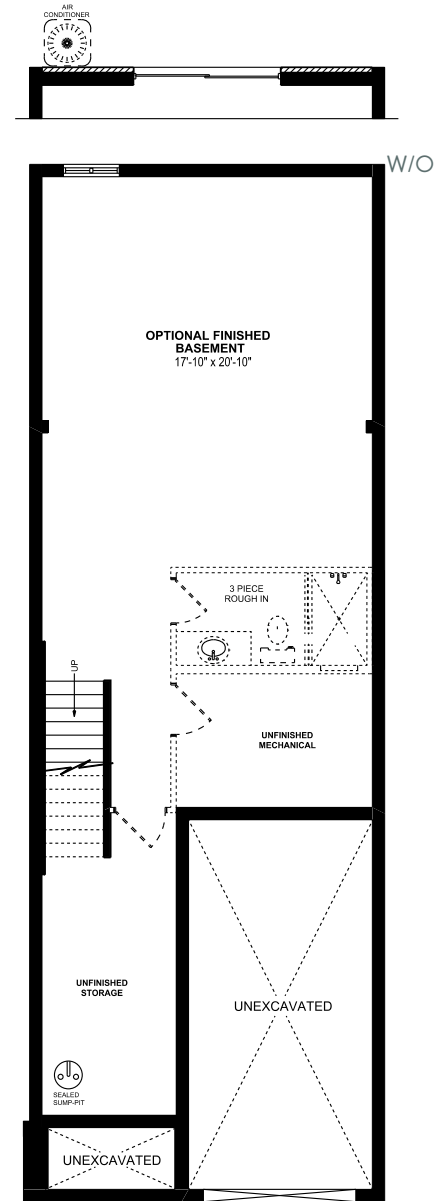 AIR
CONDITIONER
W/O
OPTIONAL FINISHED
BASEMENT
17'-10" x 20'-10"
3 PIECE
ROUGH IN
UP
UNFINISHED
MECHANICAL
UNFINISHED
STORAGE
UNEXCAVATED
SEALED
SUMP-PIT
UNEXCAVATED